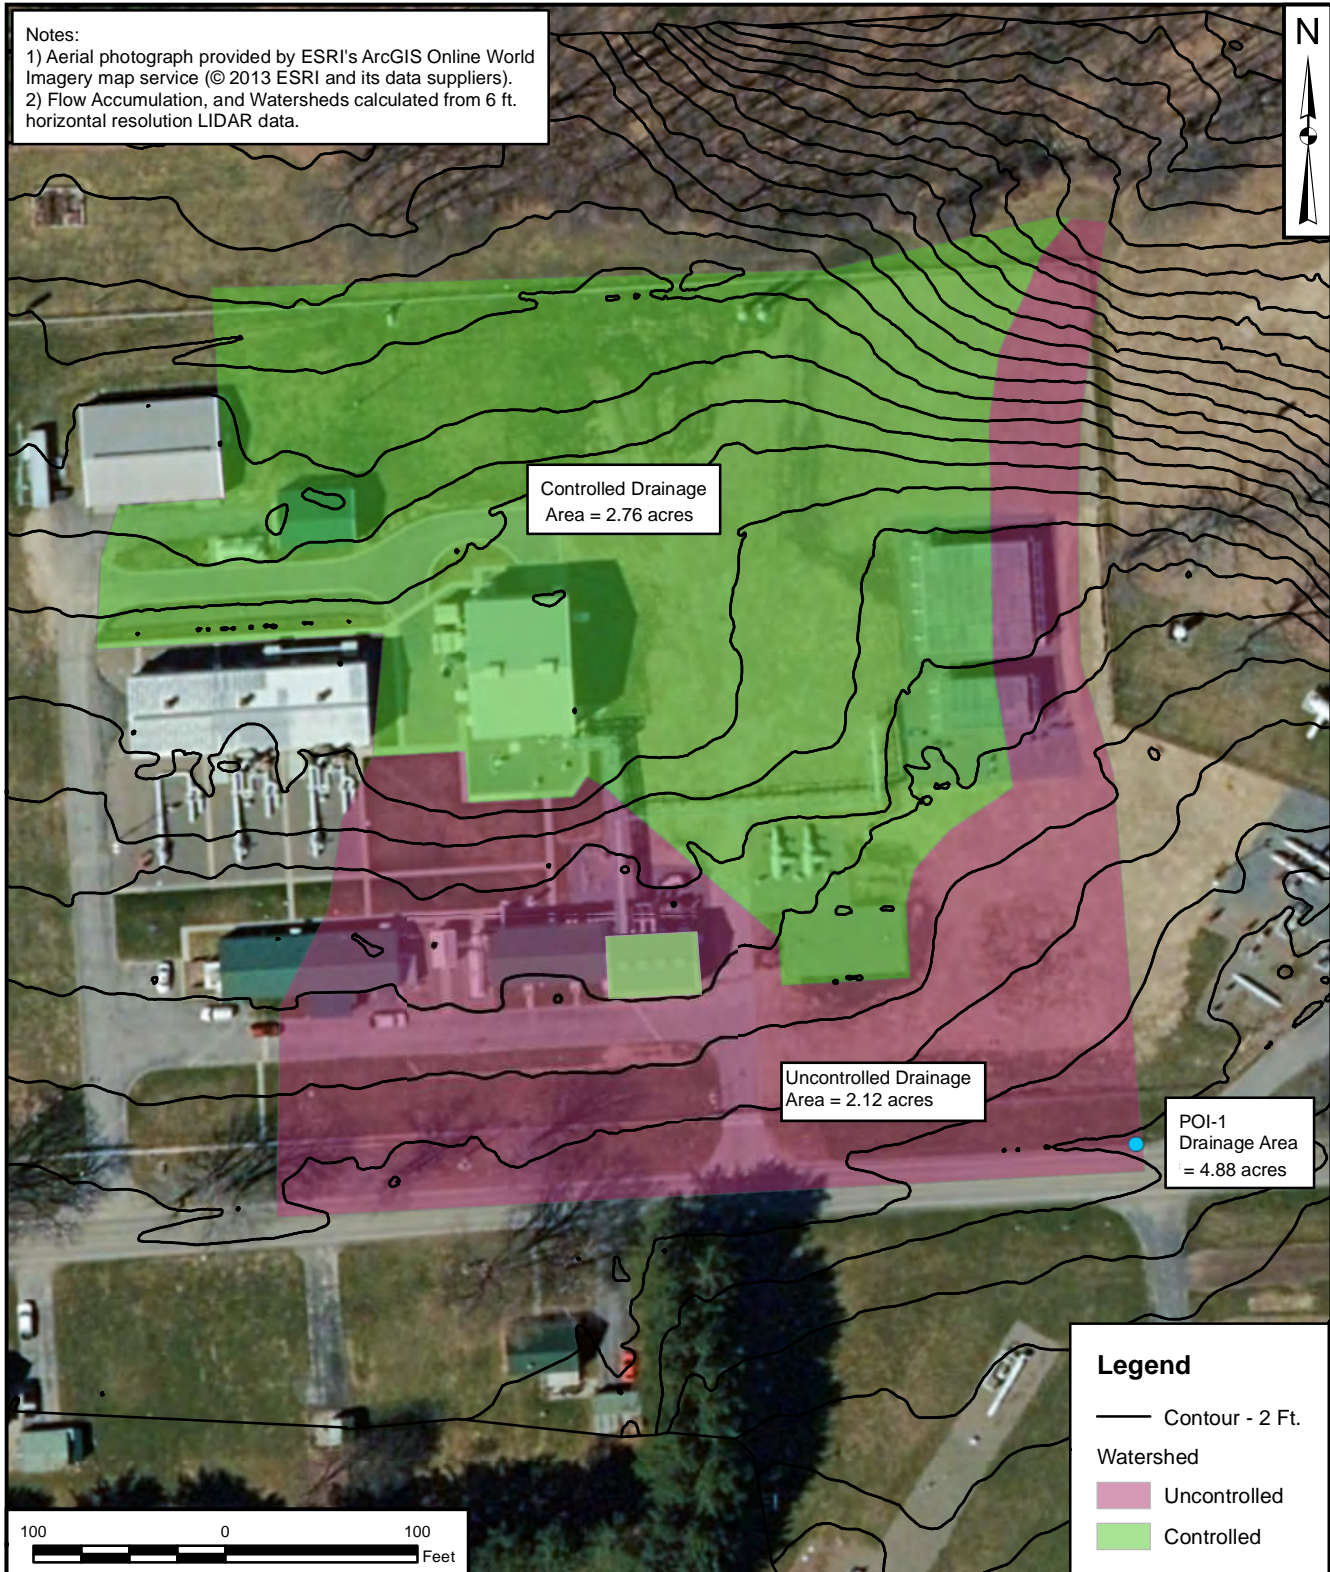 Notes:
1) Aerial photograph provided by ESRI's ArcGIS Online World
Imagery map service (© 2013 ESRI and its data suppliers).
2) Flow Accumulation, and Watersheds calculated from 6 ft.
horizontal resolution LIDAR data.
N
Controlled Drainage
Area = 2.76 acres
Uncontrolled Drainage
Area = 2.12 acres
POI-1
Drainage Area
= 4.88 acres
Legend
Contour - 2 Ft.
Watershed
Uncontrolled
Controlled
100 0 100
Feet